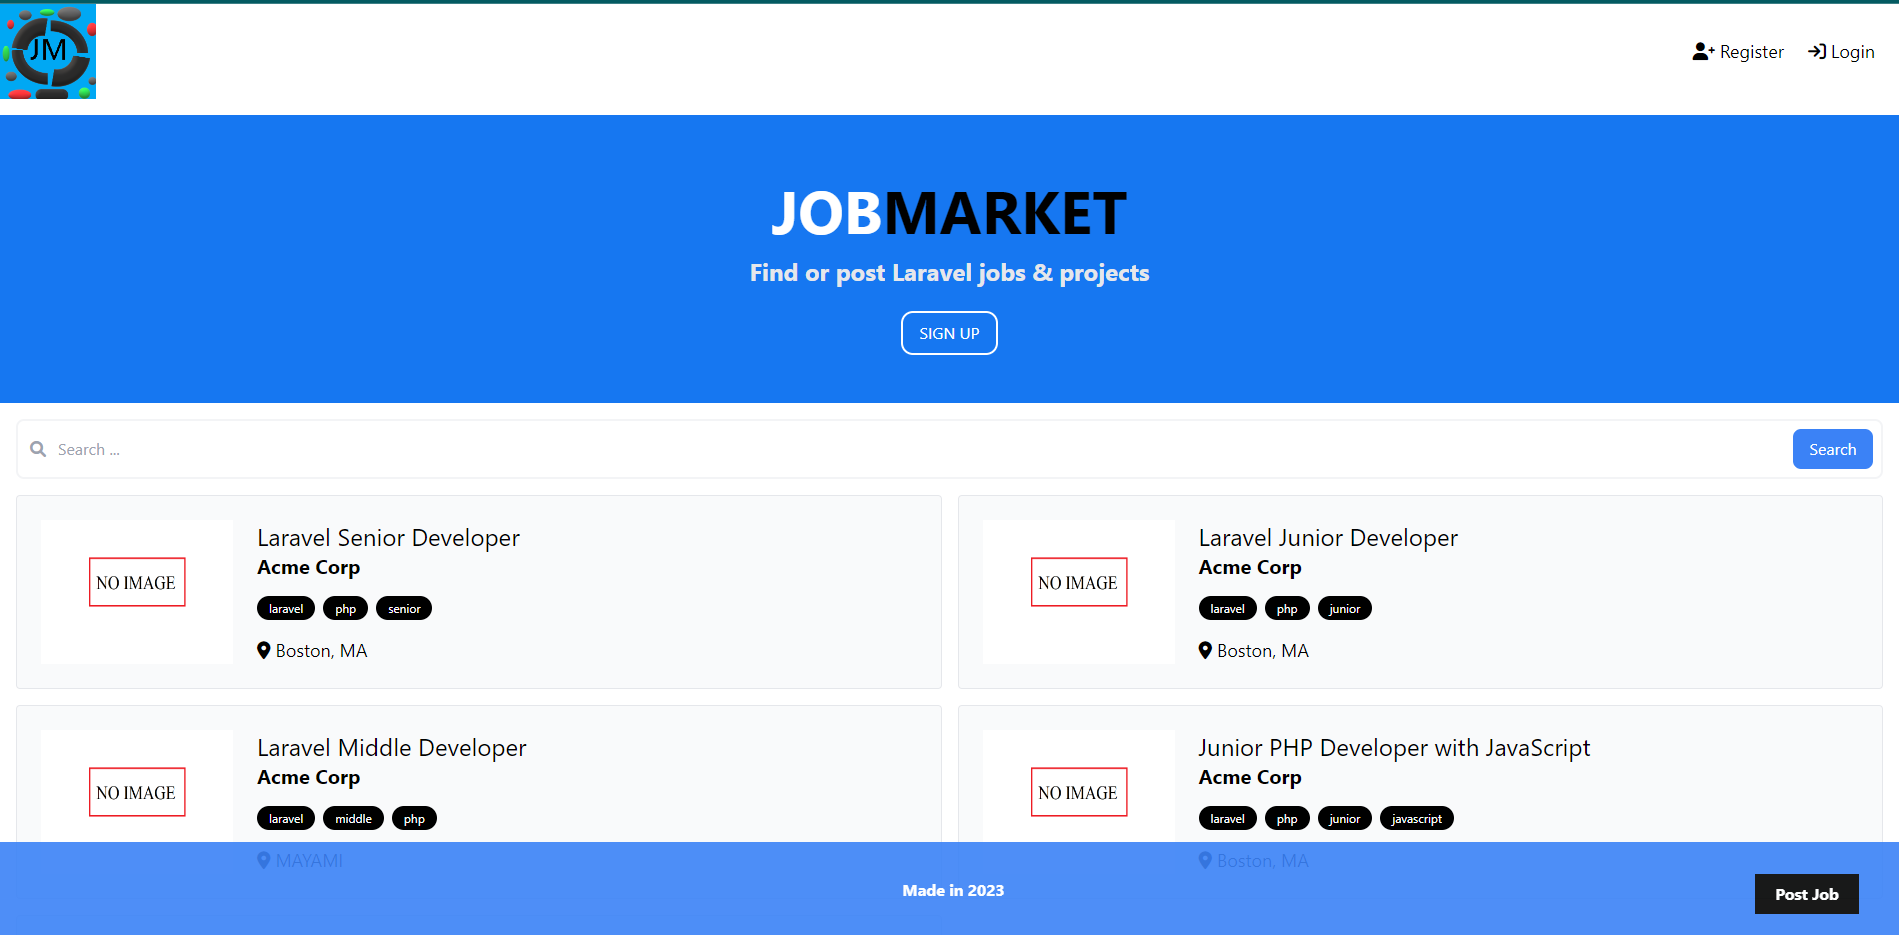 JM
Register
Login
JOBMARKET
Find or post Laravel jobs & projects
SIGN UP
Search ...
Search
NO IMAGE
Laravel Senior Developer
Acme Corp
laravel php senior
Boston, MA
NO IMAGE
Laravel Junior Developer
Acme Corp
laravel php junior
Boston, MA
NO IMAGE
Laravel Middle Developer
Acme Corp
laravel middle php
MAYAMI
NO IMAGE
Junior PHP Developer with JavaScript
Acme Corp
laravel php junior javascript
Boston, MA
Made in 2023
Post Job